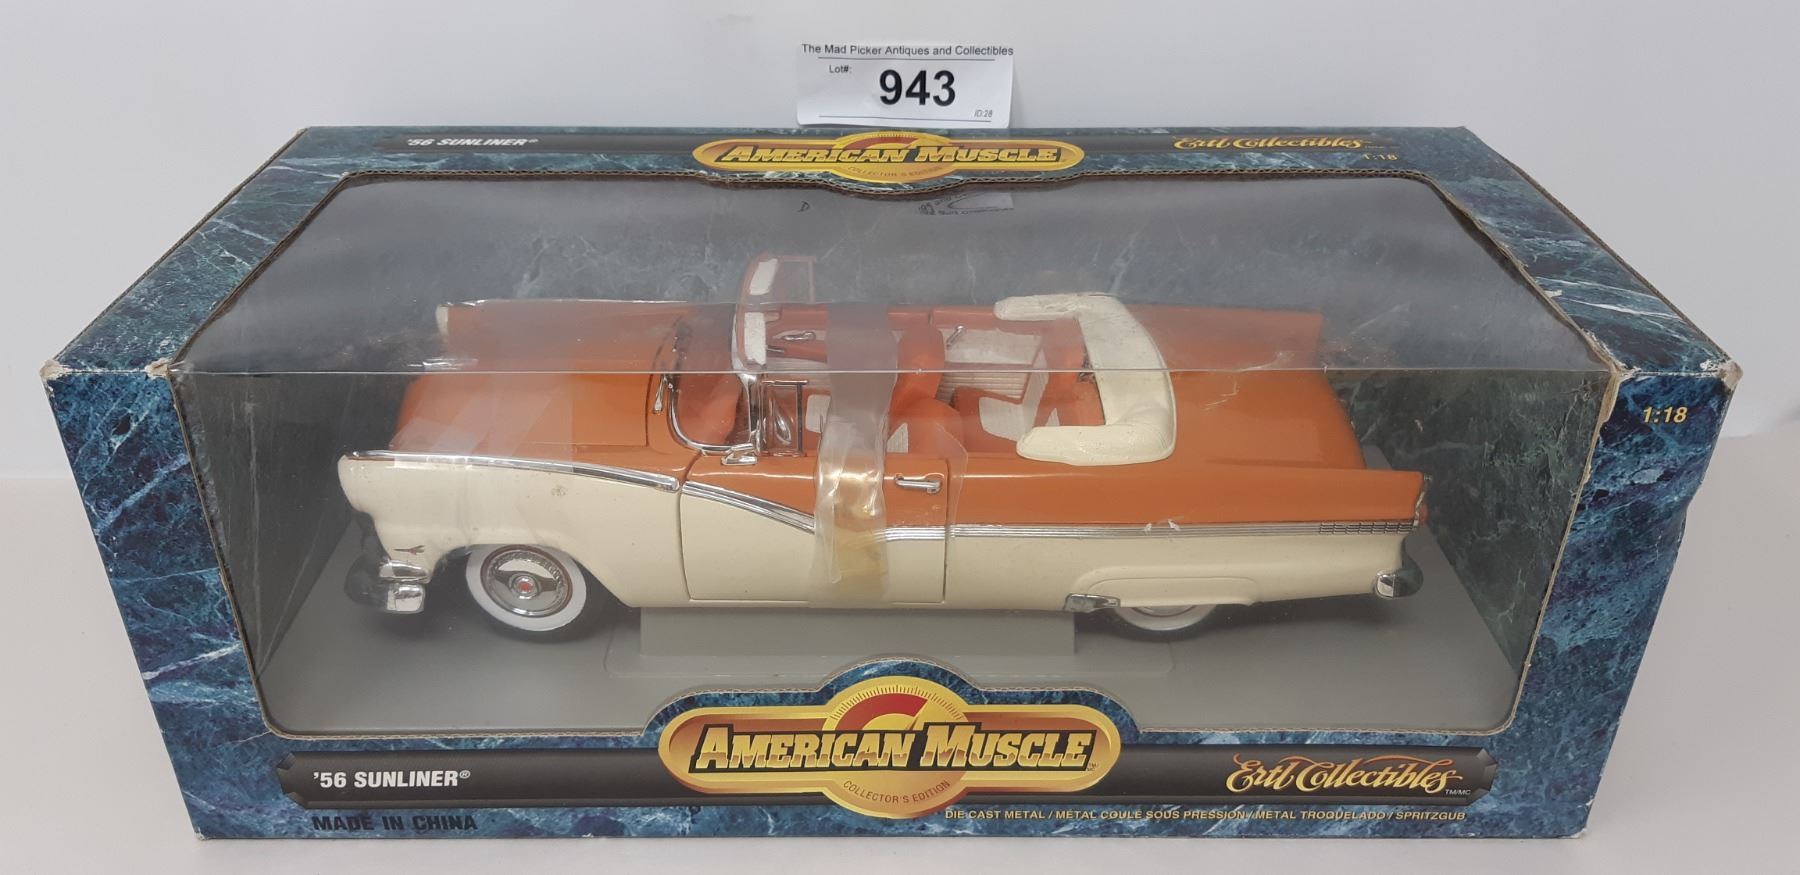 The Mad Picker Antiques and Collectibles
Lot#:
943
ID:28
'56 SUNLINER®
AMERICAN MUSCLE
COLLECTOR'S EDITION
Ertl Collectibles
1:18
1:18
AMERICAN MUSCLE
COLLECTOR'S EDITION
'56 SUNLINER®
Ertl Collectibles
TM/MC
MADE IN CHINA
DIE CAST METAL / METAL COULE SOUS PRESSION / METAL TROQUELADO / SPRITZGUB